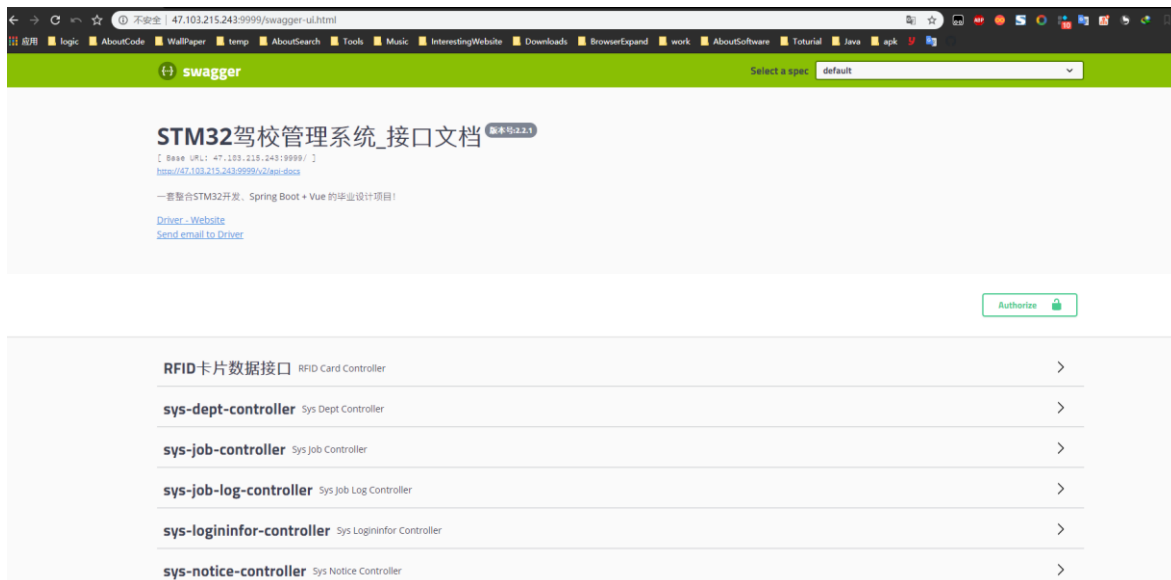 不安全 | 47.103.215.243:9999/swagger-ui.html
应用 logic AboutCode WallPaper temp AboutSearch Tools Music InterestingWebsite Downloads BrowserExpand work AboutSoftware Toturial Java apk
swagger
Select a spec default
STM32驾校管理系统_接口文档 版本号:2.2.1
[ Base URL: 47.103.215.243:9999/ ]
http://47.103.215.243:9999/v2/api-docs
一套整合STM32开发、Spring Boot + Vue 的毕业设计项目!
Driver - Website
Send email to Driver
Authorize
RFID卡片数据接口 RFID Card Controller
sys-dept-controller Sys Dept Controller
sys-job-controller Sys Job Controller
sys-job-log-controller Sys Job Log Controller
sys-logininfor-controller Sys Logininfor Controller
sys-notice-controller Sys Notice Controller